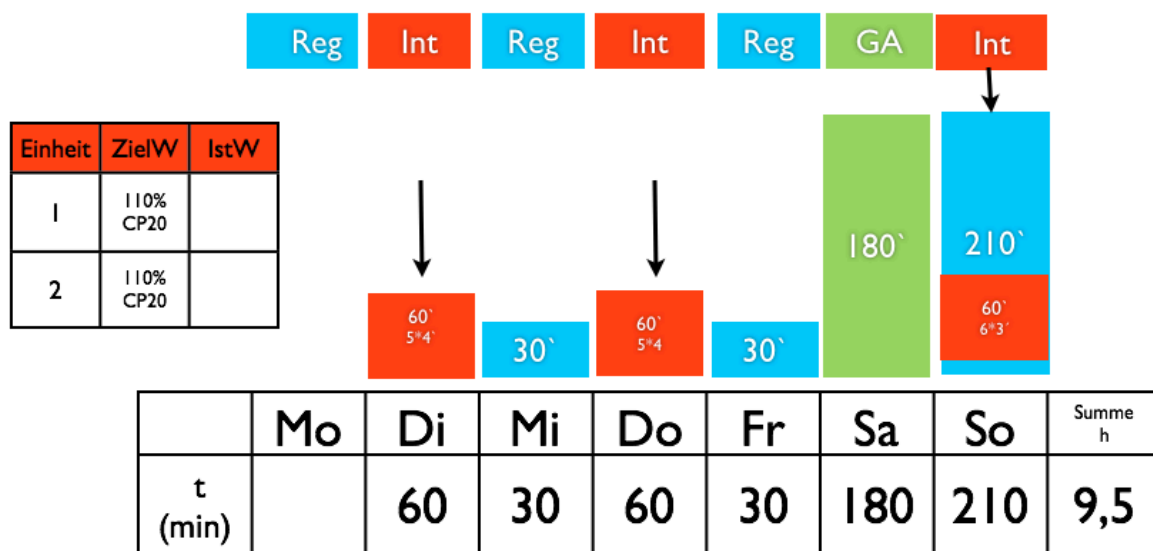 Reg Int Reg Int Reg GA Int
Einheit ZielW IstW
1 110%
CP20
2 110%
CP20
180` 210`
60`
5*4`
30`
60`
5*4
30`
60`
6*3´
Mo Di Mi Do Fr Sa So Summe
h
t
(min) 60 30 60 30 180 210 9,5